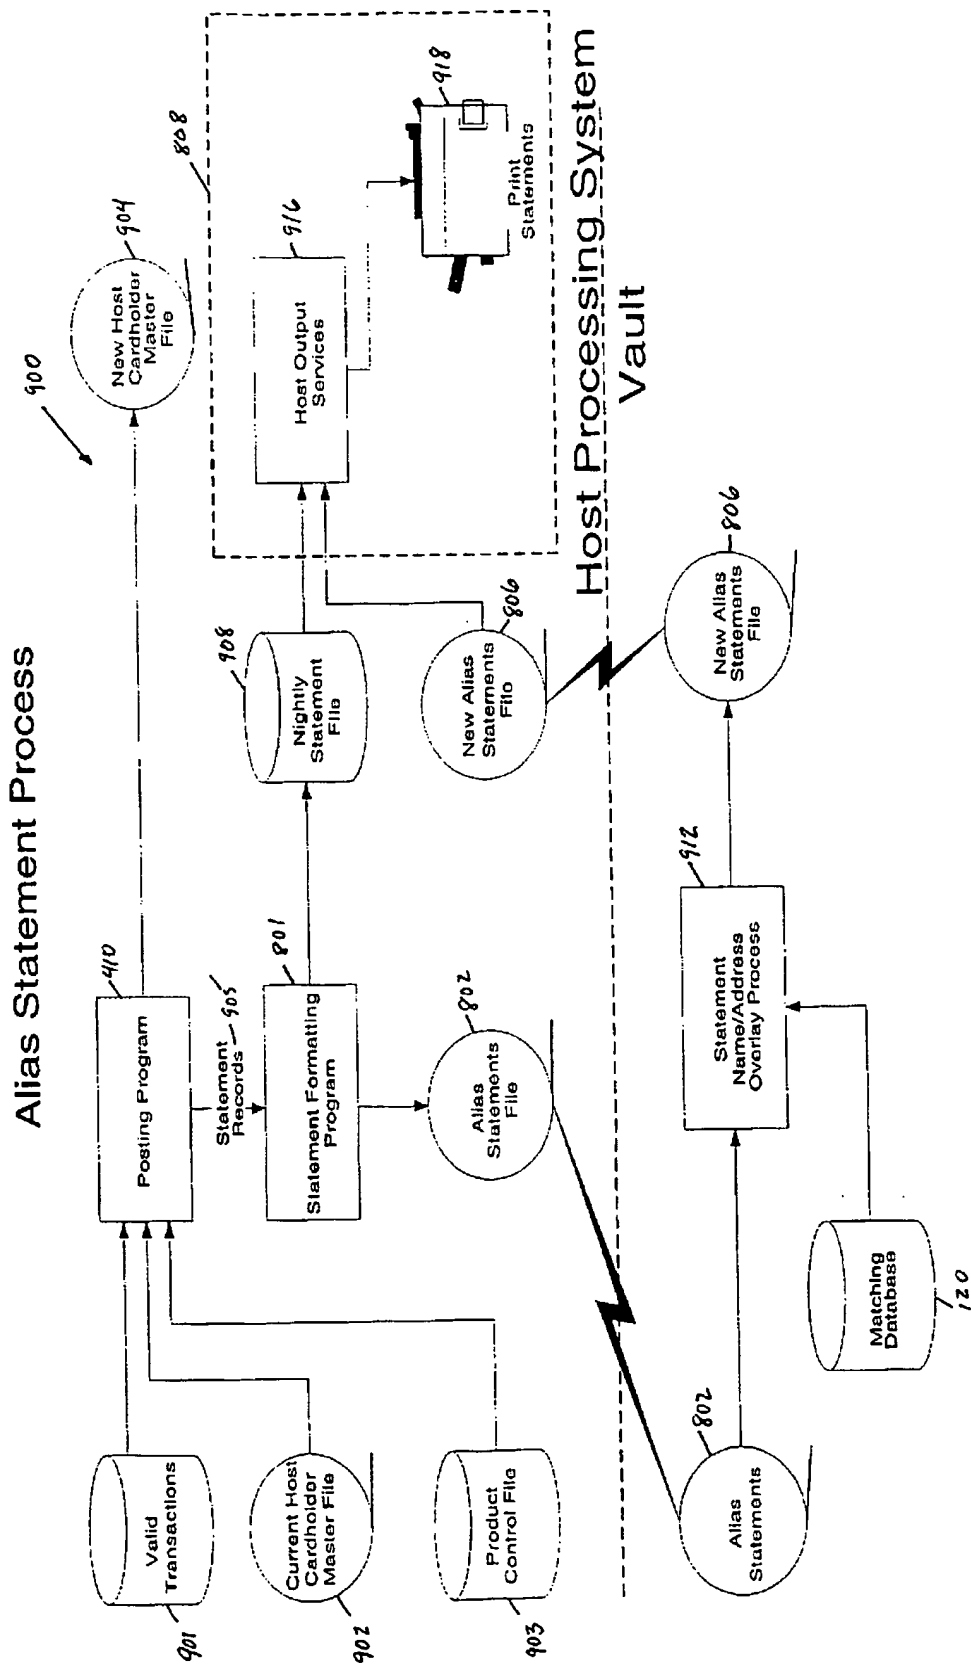 Alias Statement Process
900
Valid
Transactions
901
Current Host
Cardholder
Master File
902
Product
Control File
903
Posting Program
410
Statement
Records
905
Statement Formatting
Program
801
Alias
Statements
File
802
New Host
Cardholder
Master
File
904
Nightly
Statement
File
908
New Alias
Statements
File
806
808
Host Output
Services
916
918
Print
Statements
Host Processing System
Vault
Alias
Statements
802
Matching
Database
120
Statement
Name/Address
Overlay Process
912
New Alias
Statements
File
806